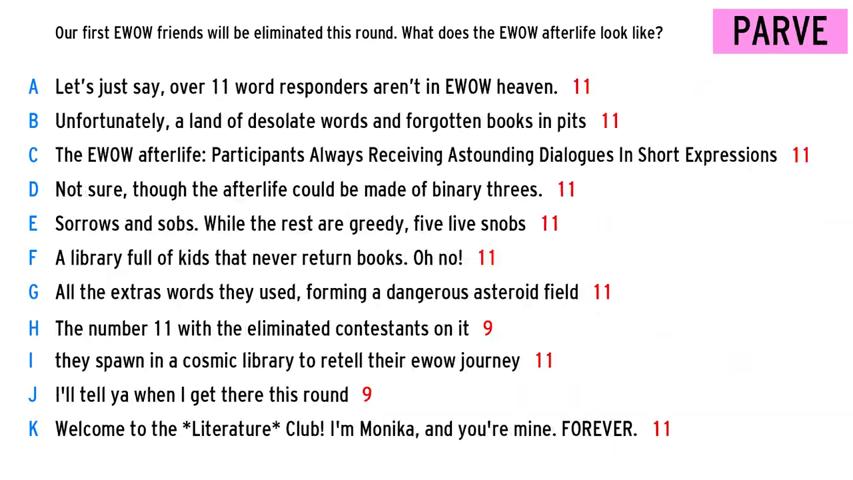 Our first EWOW friends will be eliminated this round. What does the EWOW afterlife look like?
PARVE
A Let's just say, over 11 word responders aren't in EWOW heaven. 11
B Unfortunately, a land of desolate words and forgotten books in pits 11
C The EWOW afterlife: Participants Always Receiving Astounding Dialogues In Short Expressions 11
D Not sure, though the afterlife could be made of binary threes. 11
E Sorrows and sobs. While the rest are greedy, five live snobs 11
F A library full of kids that never return books. Oh no! 11
G All the extras words they used, forming a dangerous asteroid field 11
H The number 11 with the eliminated contestants on it 9
I they spawn in a cosmic library to retell their ewow journey 11
J I'll tell ya when I get there this round 9
K Welcome to the *Literature* Club! I'm Monika, and you're mine. FOREVER. 11